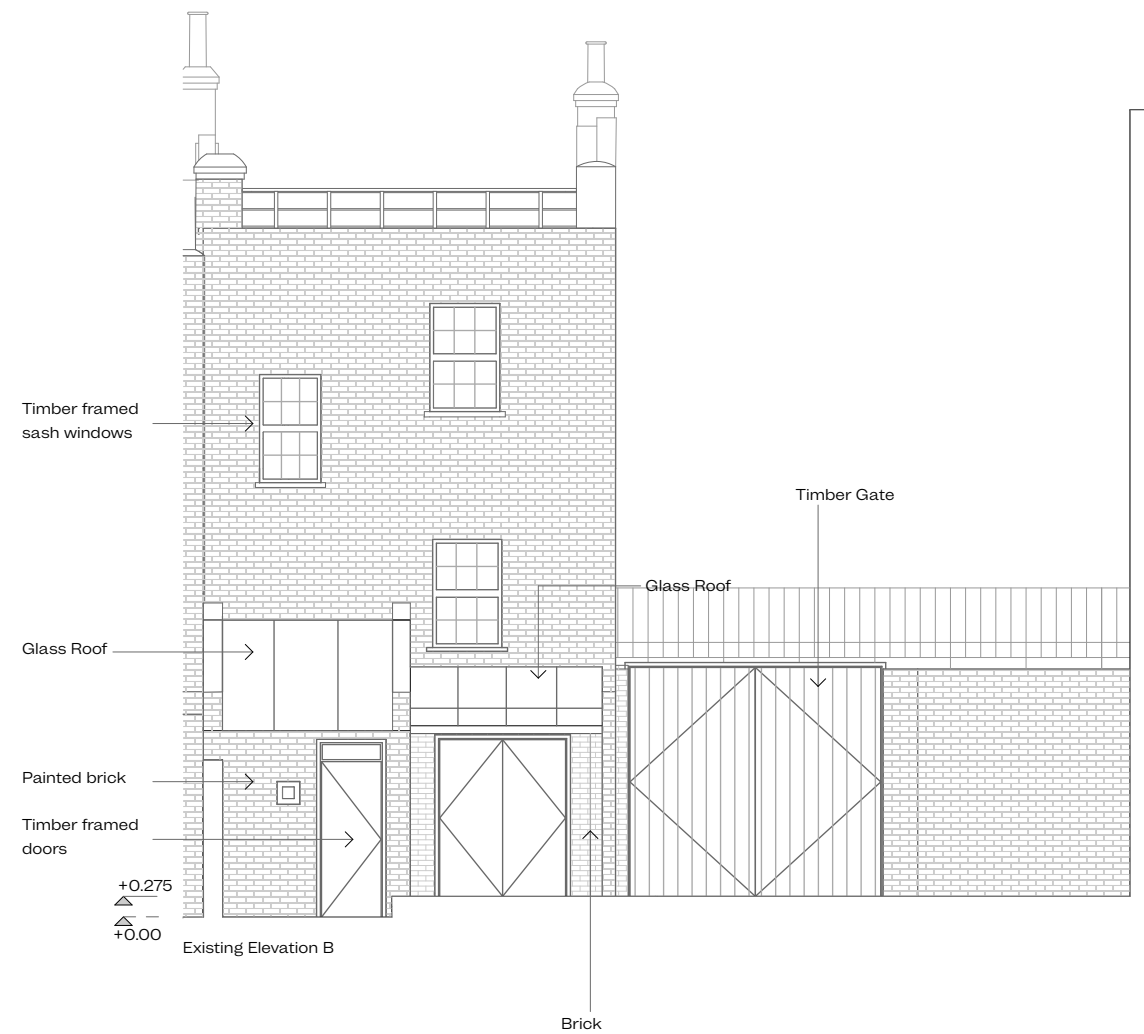 Timber framed
sash windows
Timber Gate
Glass Roof
Glass Roof
Painted brick
Timber framed
doors
+0.275
+0.00
Existing Elevation B
Brick